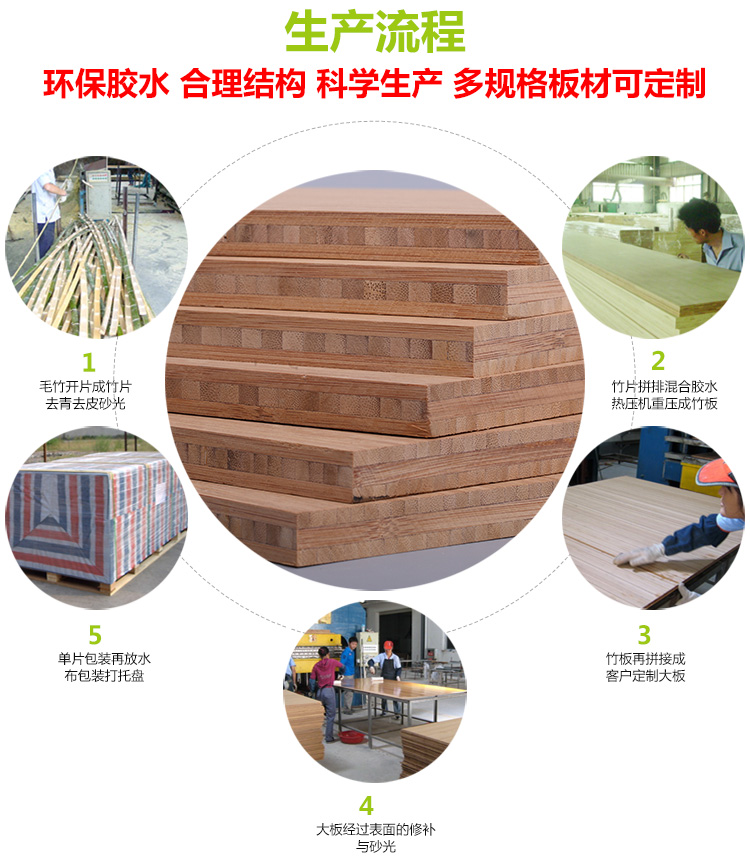 生产流程
环保胶水 合理结构 科学生产 多规格板材可定制
1
毛竹开片成竹片
去青去皮砂光
2
竹片拼排混合胶水
热压机重压成竹板
3
竹板再拼接成
客户定制大板
4
大板经过表面的修补
与砂光
5
单片包装再放水
布包装打托盘